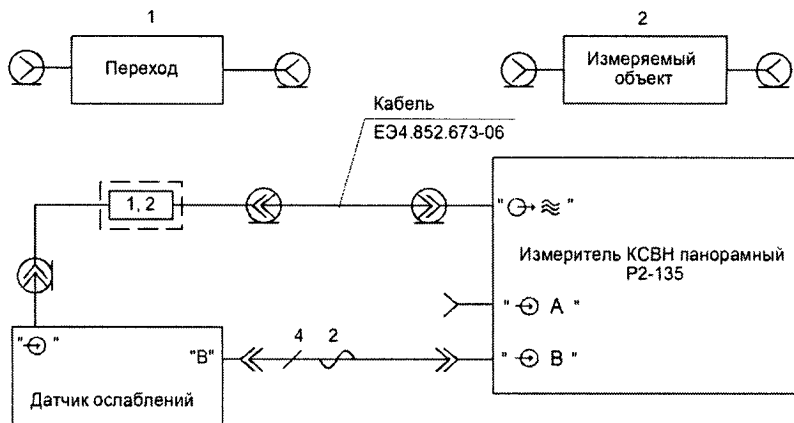 1
2
Переход
Измеряемый
объект
Кабель
ЕЭ4.852.673-06
1, 2
" "
Измеритель КСВН панорамный
Р2-135
" А "
" "
"В"
4
2
" В "
Датчик ослаблений